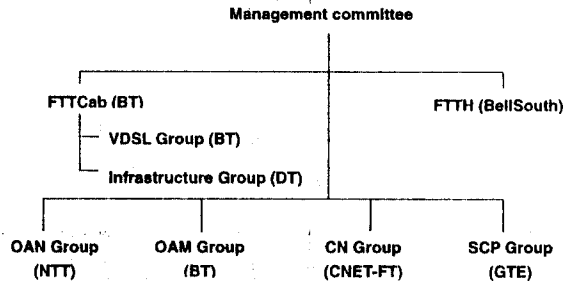 Management committee
FTTCab (BT)
FTTH (BellSouth)
VDSL Group (BT)
Infrastructure Group (DT)
OAN Group
(NTT)
OAM Group
(BT)
CN Group
(CNET-FT)
SCP Group
(GTE)